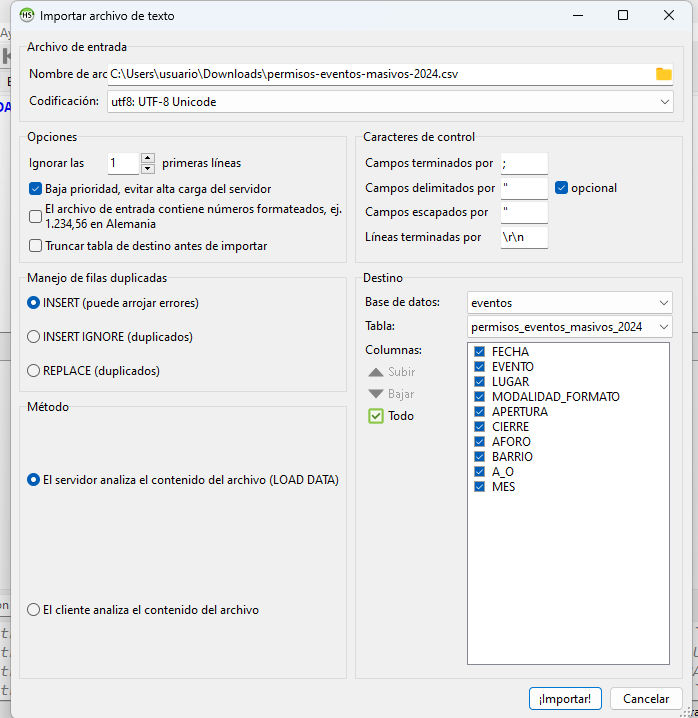 HS Importar archivo de texto
Archivo de entrada
Nombre de arc C:\Users\usuario\Downloads\permisos-eventos-masivos-2024.csv
Codificación: utf8: UTF-8 Unicode
Opciones
Ignorar las 1 primeras líneas
Baja prioridad, evitar alta carga del servidor
El archivo de entrada contiene números formateados, ej.
1.234,56 en Alemania
Truncar tabla de destino antes de importar
Caracteres de control
Campos terminados por ;
Campos delimitados por " opcional
Campos escapados por "
Líneas terminadas por \r\n
Manejo de filas duplicadas
INSERT (puede arrojar errores)
INSERT IGNORE (duplicados)
REPLACE (duplicados)
Método
El servidor analiza el contenido del archivo (LOAD DATA)
El cliente analiza el contenido del archivo
Destino
Base de datos: eventos
Tabla: permisos_eventos_masivos_2024
Columnas:
Subir
Bajar
Todo
FECHA
EVENTO
LUGAR
MODALIDAD_FORMATO
APERTURA
CIERRE
AFORO
BARRIO
A_O
MES
¡Importar! Cancelar